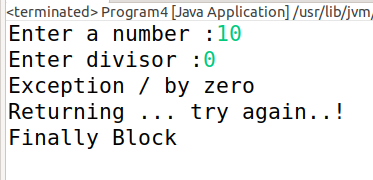 <terminated> Program4 [Java Application] /usr/lib/jvm/
Enter a number :10
Enter divisor :0
Exception / by zero
Returning ... try again..!
Finally Block